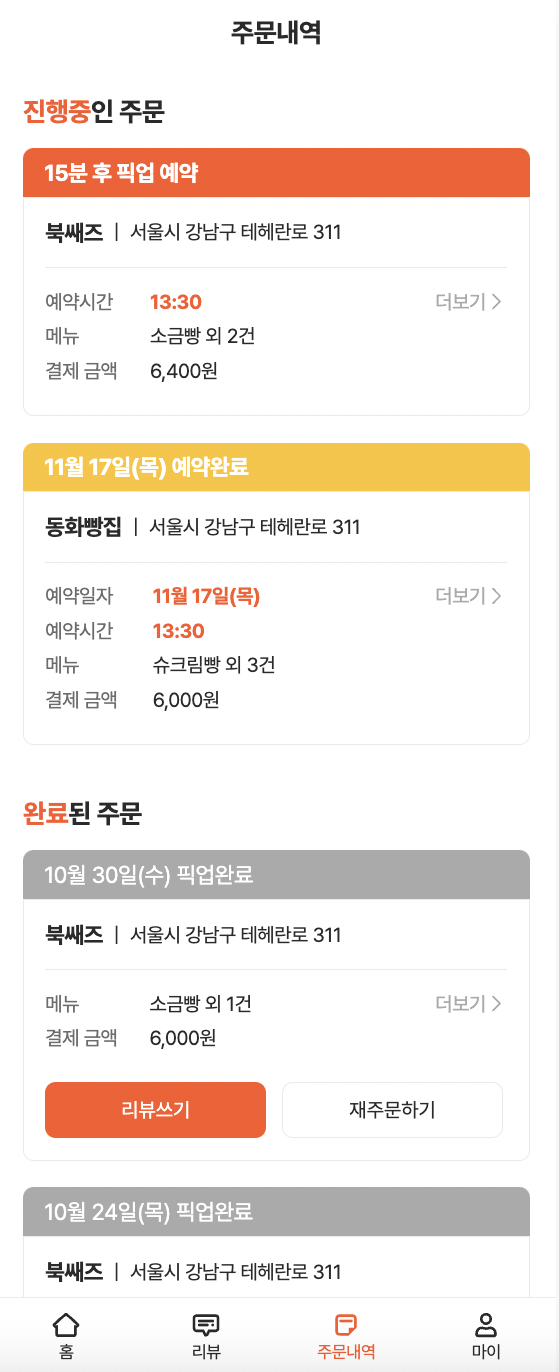 주문내역
진행중인 주문
15분 후 픽업 예약
북쌔즈 | 서울시 강남구 테헤란로 311
예약시간 13:30 더보기 >
메뉴 소금빵 외 2건
결제 금액 6,400원
11월 17일(목) 예약완료
동화빵집 | 서울시 강남구 테헤란로 311
예약일자 11월 17일(목) 더보기 >
예약시간 13:30
메뉴 슈크림빵 외 3건
결제 금액 6,000원
완료된 주문
10월 30일(수) 픽업완료
북쌔즈 | 서울시 강남구 테헤란로 311
메뉴 소금빵 외 1건 더보기 >
결제 금액 6,000원
리뷰쓰기 재주문하기
10월 24일(목) 픽업완료
북쌔즈 | 서울시 강남구 테헤란로 311
홈 리뷰 주문내역 마이